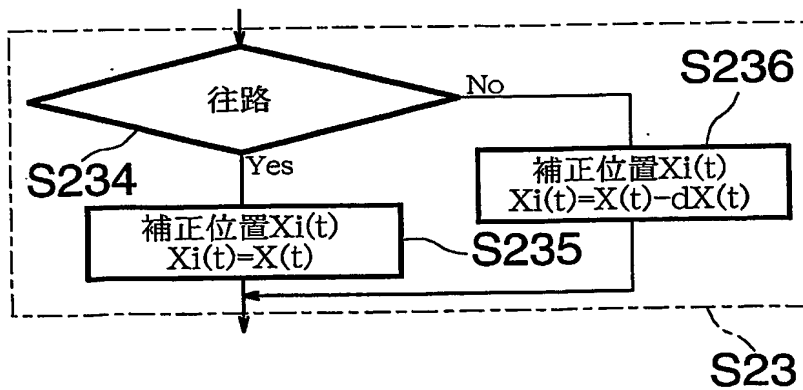 往路
No
S236
S234
Yes
補正位置Xi(t)
Xi(t)=X(t)-dX(t)
補正位置Xi(t)
Xi(t)=X(t)
S235
S23